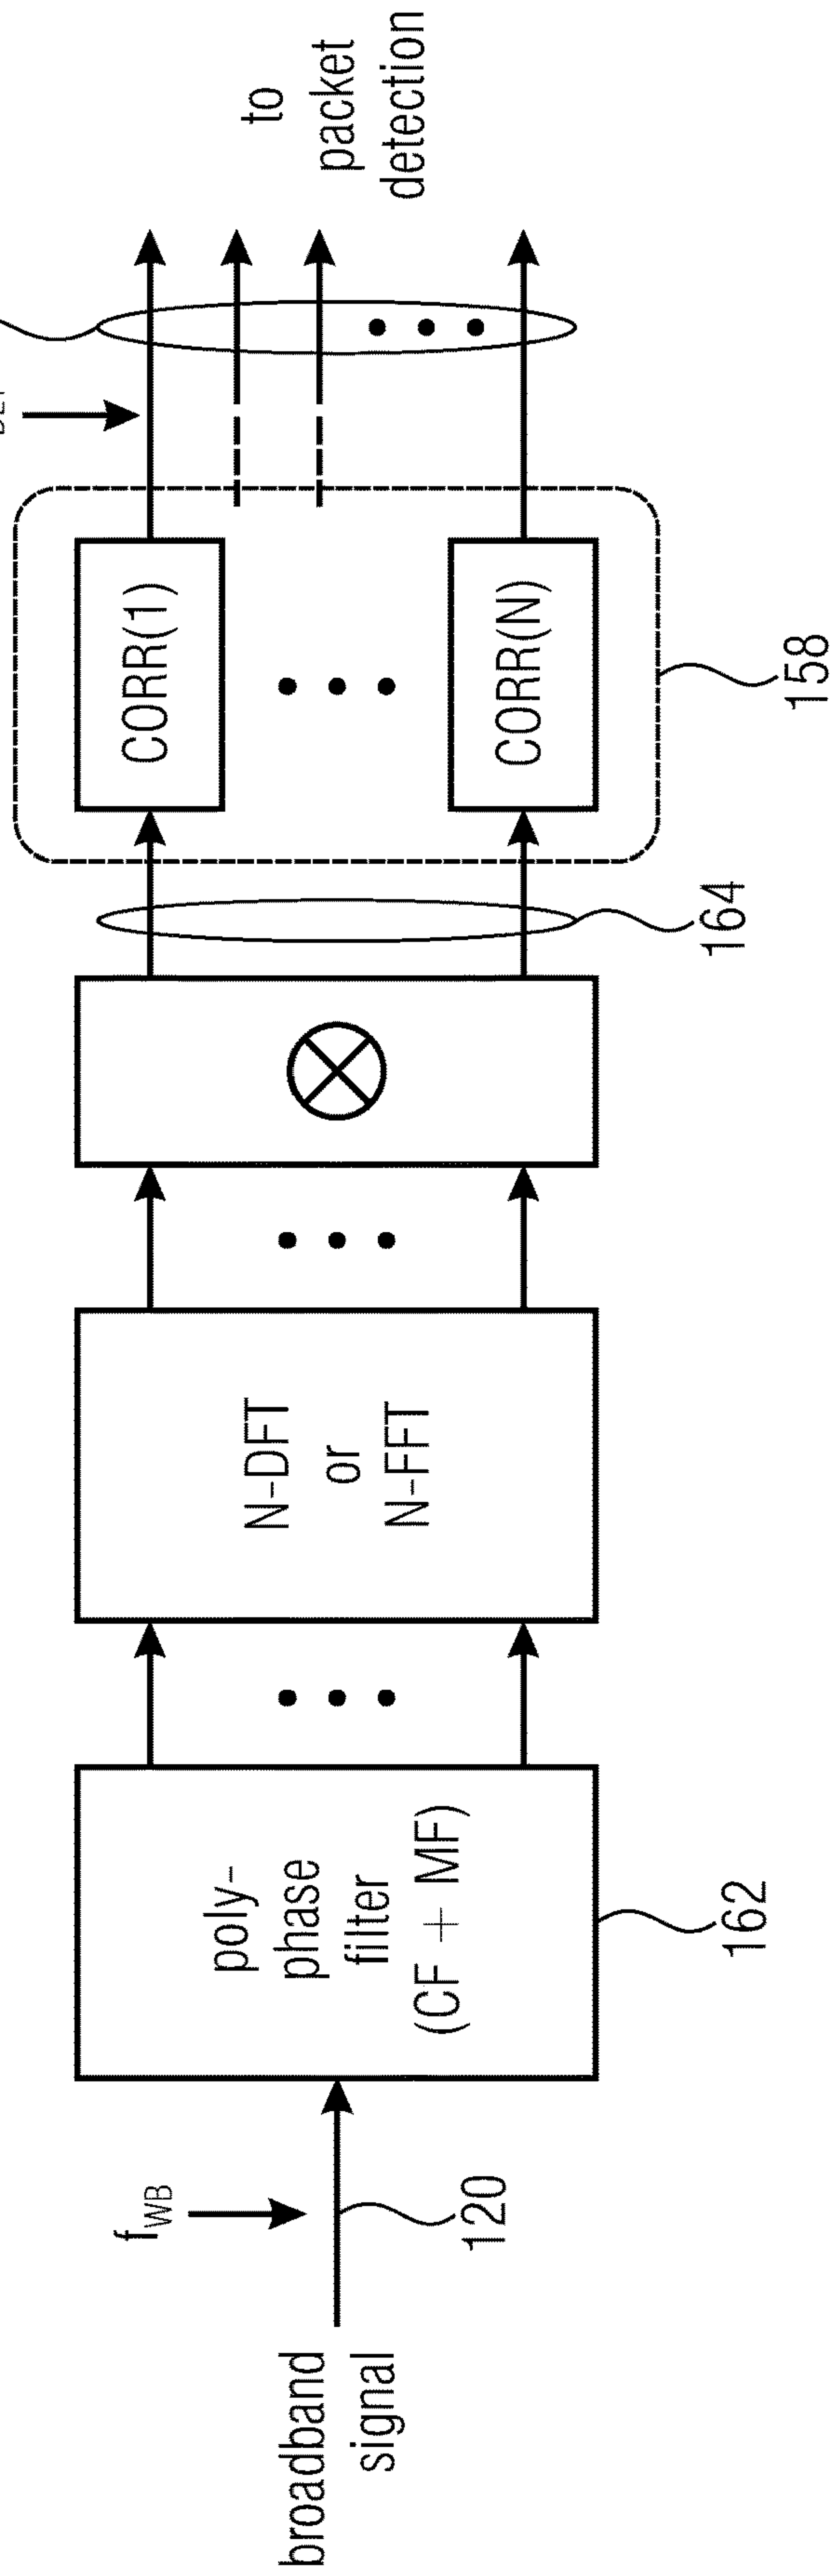 broadband
signal
f_WB
120
poly-
phase
filter
(CF + MF)
162
N-DFT
or
N-FFT
164
CORR(1)
CORR(N)
158
to
packet
detection